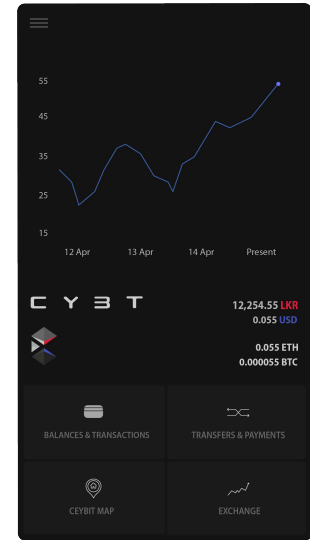 55
45
35
25
15
12 Apr 13 Apr 14 Apr Present
CY3T
12,254.55 LKR
0.055 USD
0.055 ETH
0.000055 BTC
BALANCES & TRANSACTIONS
TRANSFERS & PAYMENTS
CEYBIT MAP
EXCHANGE